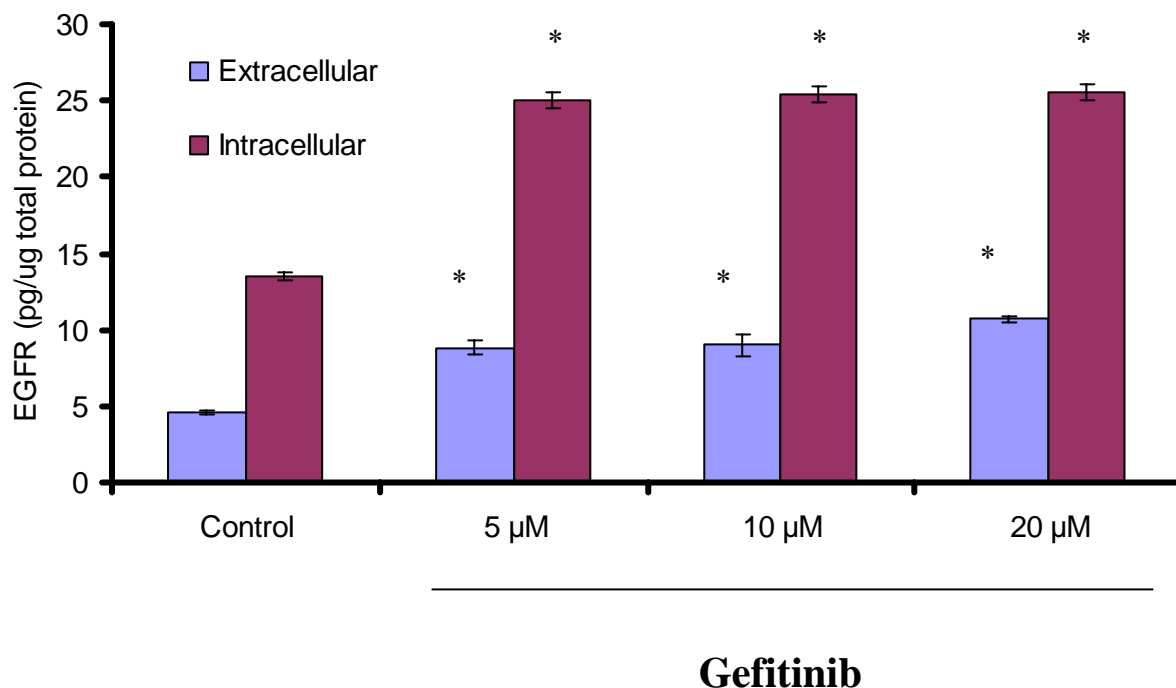 EGFR (pg/ug total protein)
30
25
20
15
10
5
0
Extracellular
Intracellular
*
*
*
*
*
*
Control
5 µM
10 µM
20 µM
Gefitinib